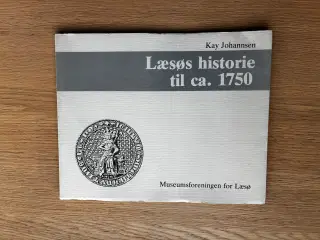 Kay Johannsen
Læsøs historie
til ca. 1750
Museumsforeningen for Læsø